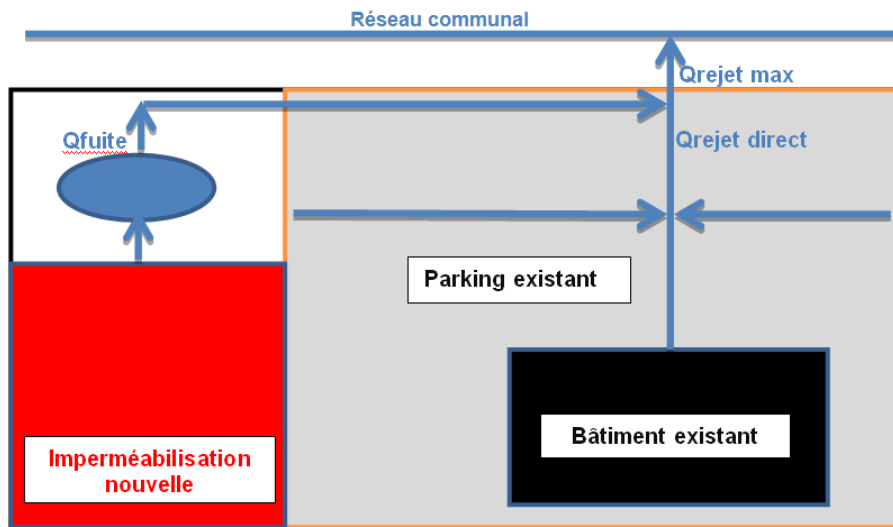 Réseau communal
Qrejet max
Qfuite
Qrejet direct
Parking existant
Bâtiment existant
Imperméabilisation
nouvelle